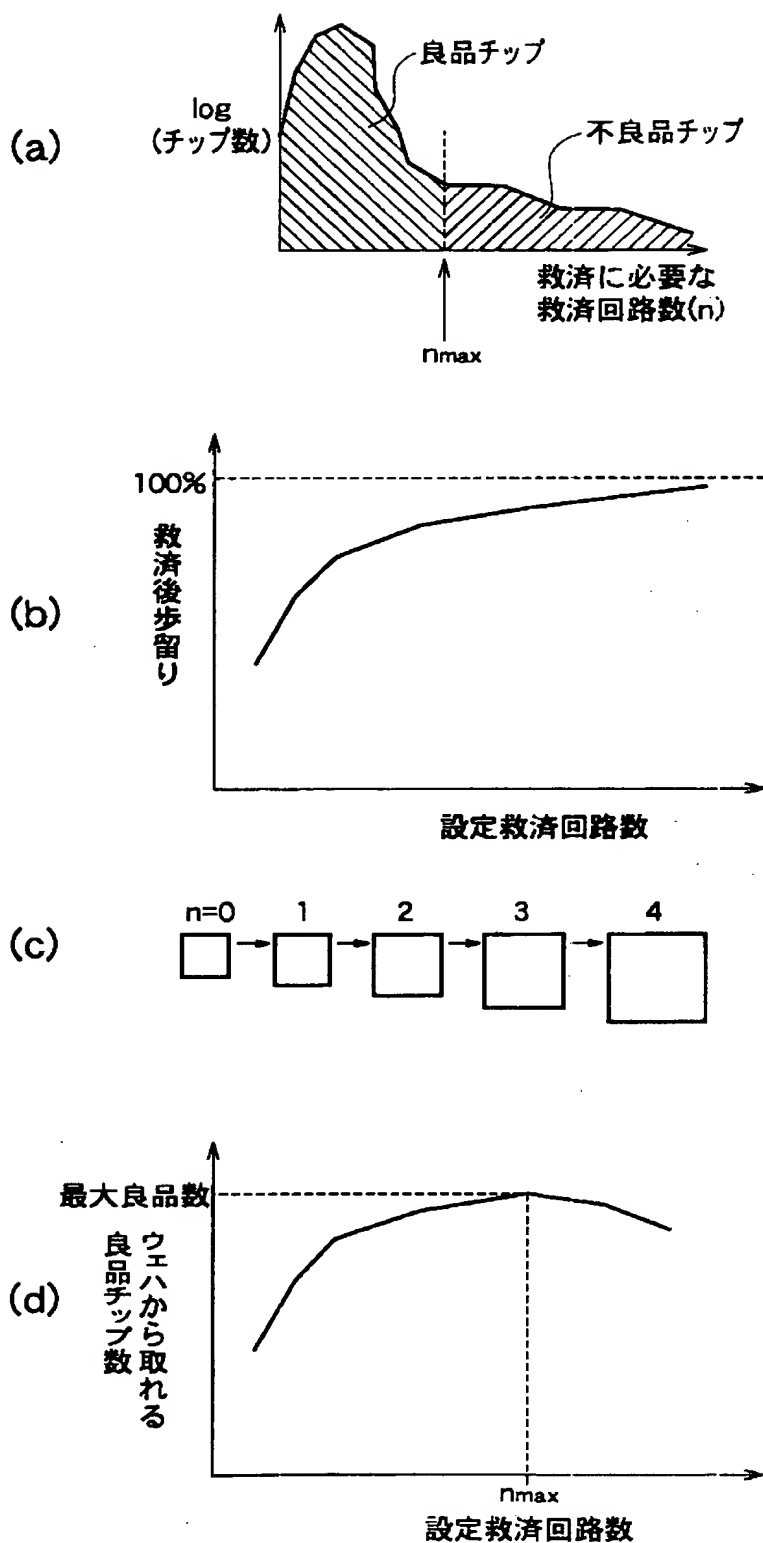 (a)
log
(チップ数)
良品チップ
不良品チップ
救済に必要な
救済回路数(n)
nmax
(b)
100%
救済後歩留り
設定救済回路数
(c)
n=0 1 2 3 4
(d)
最大良品数
ウェハから取れる
良品チップ数
nmax
設定救済回路数